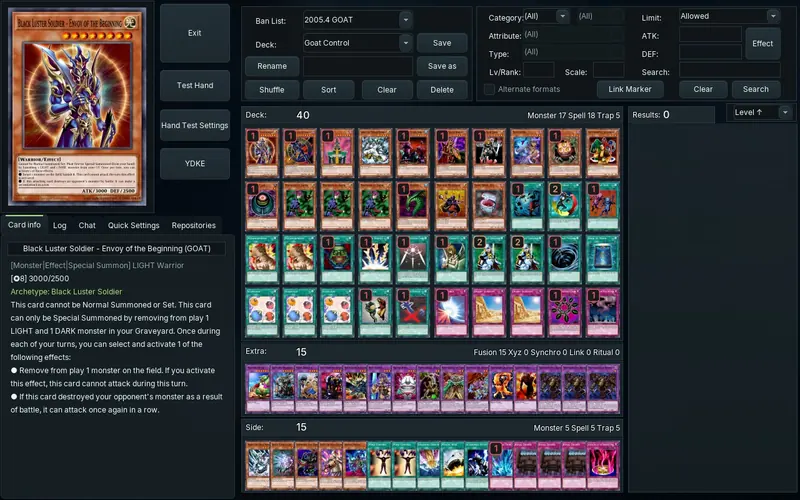 Black Luster Soldier - Envoy of the Beginning
[WARRIOR/EFFECT]
ATK/3000 DEF/2500
Exit
Test Hand
Hand Test Settings
YDKE
Ban List:
2005.4 GOAT
Deck:
Goat Control
Save
Rename
Save as
Shuffle
Sort
Clear
Delete
Category:
(All)
(All)
Limit:
Allowed
Attribute:
(All)
ATK:
Type:
(All)
DEF:
Effect
Lv/Rank:
Scale:
Search:
Alternate formats
Link Marker
Clear
Search
Deck:
40
Monster 17 Spell 18 Trap 5
Results: 0
Level ↑
Card info
Log
Chat
Quick Settings
Repositories
Black Luster Soldier - Envoy of the Beginning (GOAT)
[Monster|Effect|Special Summon] LIGHT Warrior
[✪8] 3000/2500
Archetype: Black Luster Soldier
This card cannot be Normal Summoned or Set. This card
can only be Special Summoned by removing from play 1
LIGHT and 1 DARK monster in your Graveyard. Once during
each of your turns, you can select and activate 1 of the
following effects:
● Remove from play 1 monster on the field. If you activate
this effect, this card cannot attack during this turn.
● If this card destroyed your opponent's monster as a result
of battle, it can attack once again in a row.
Extra:
15
Fusion 15 Xyz 0 Synchro 0 Link 0 Ritual 0
Side:
15
Monster 5 Spell 5 Trap 5